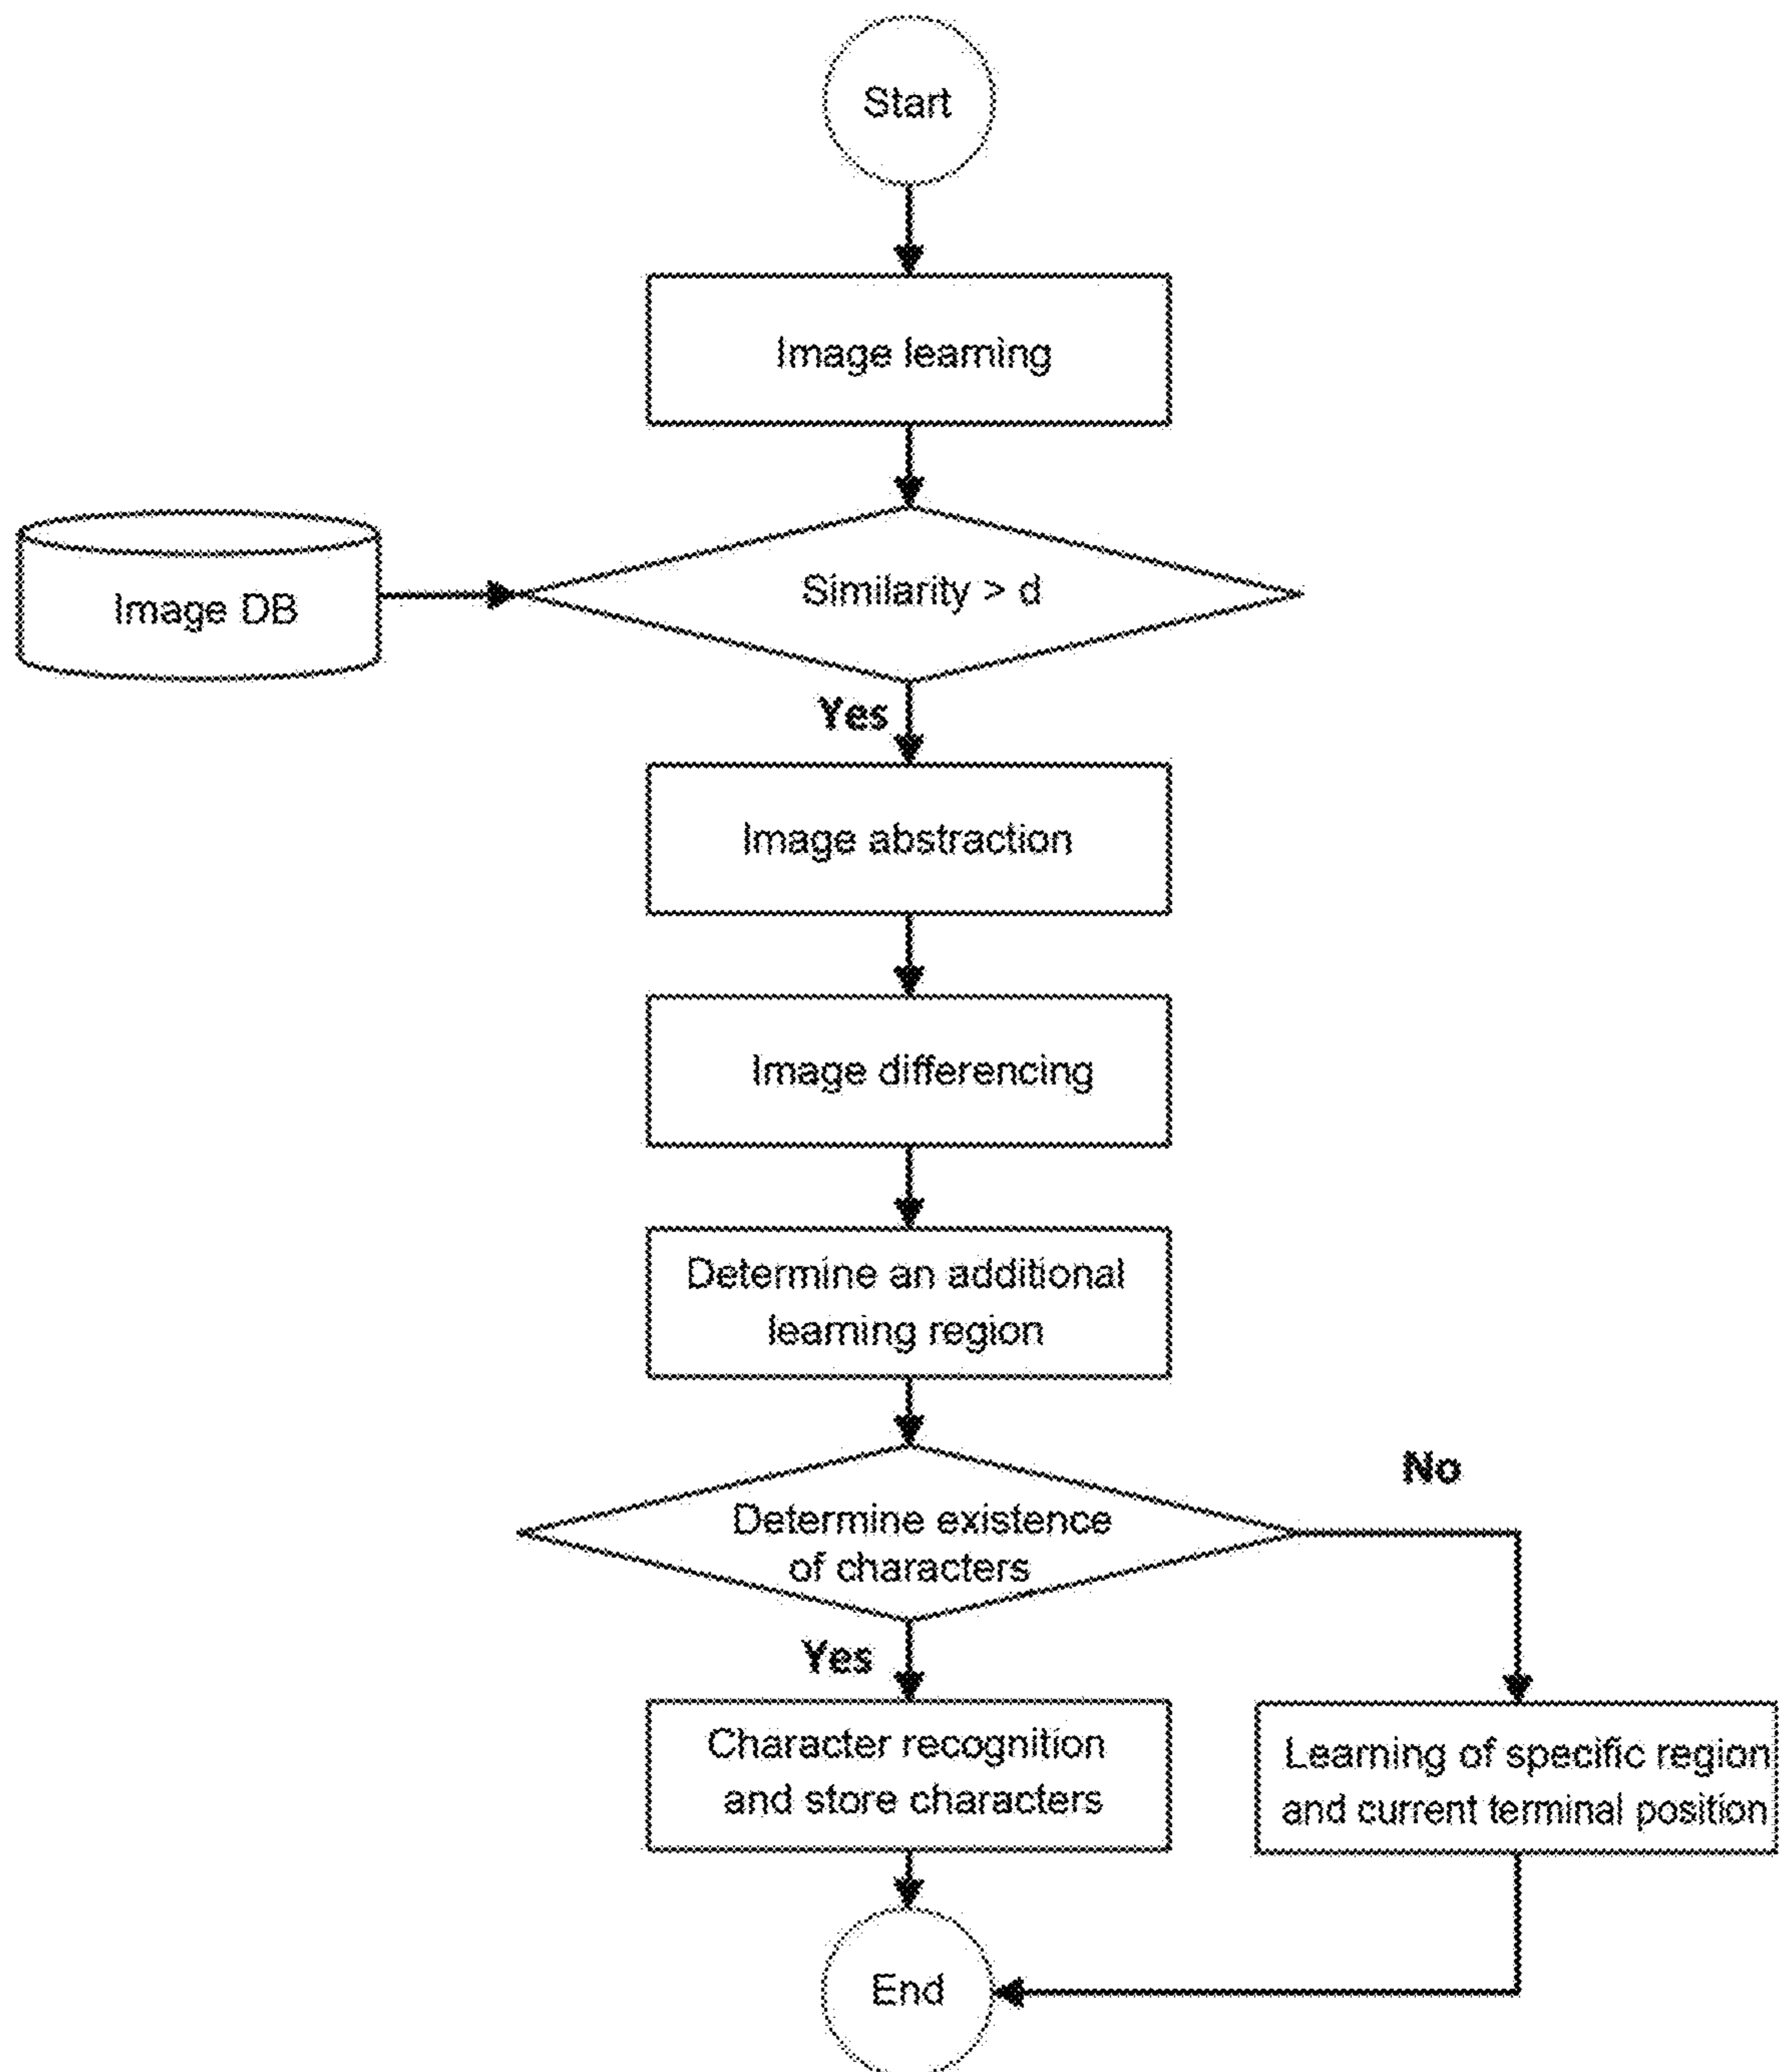 Start
Image learning
Image DB
Similarity > d
Yes
Image abstraction
Image differencing
Determine an additional
learning region
No
Determine existence
of characters
Yes
Character recognition
and store characters
Learning of specific region
and current terminal position
End